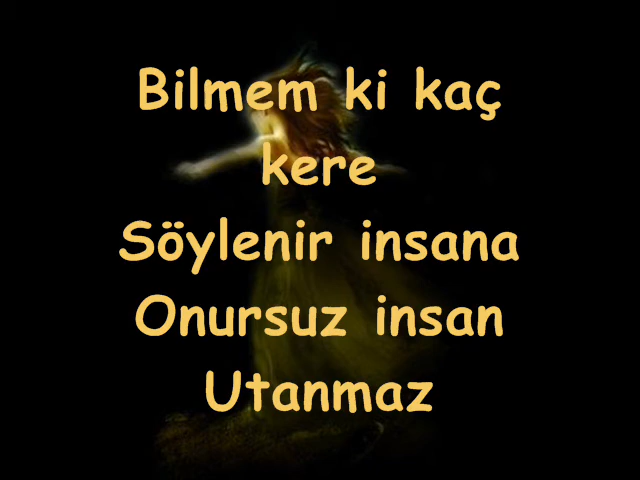 Bilmem ki kaç
kere
Söylenir insana
Onursuz insan
Utanmaz